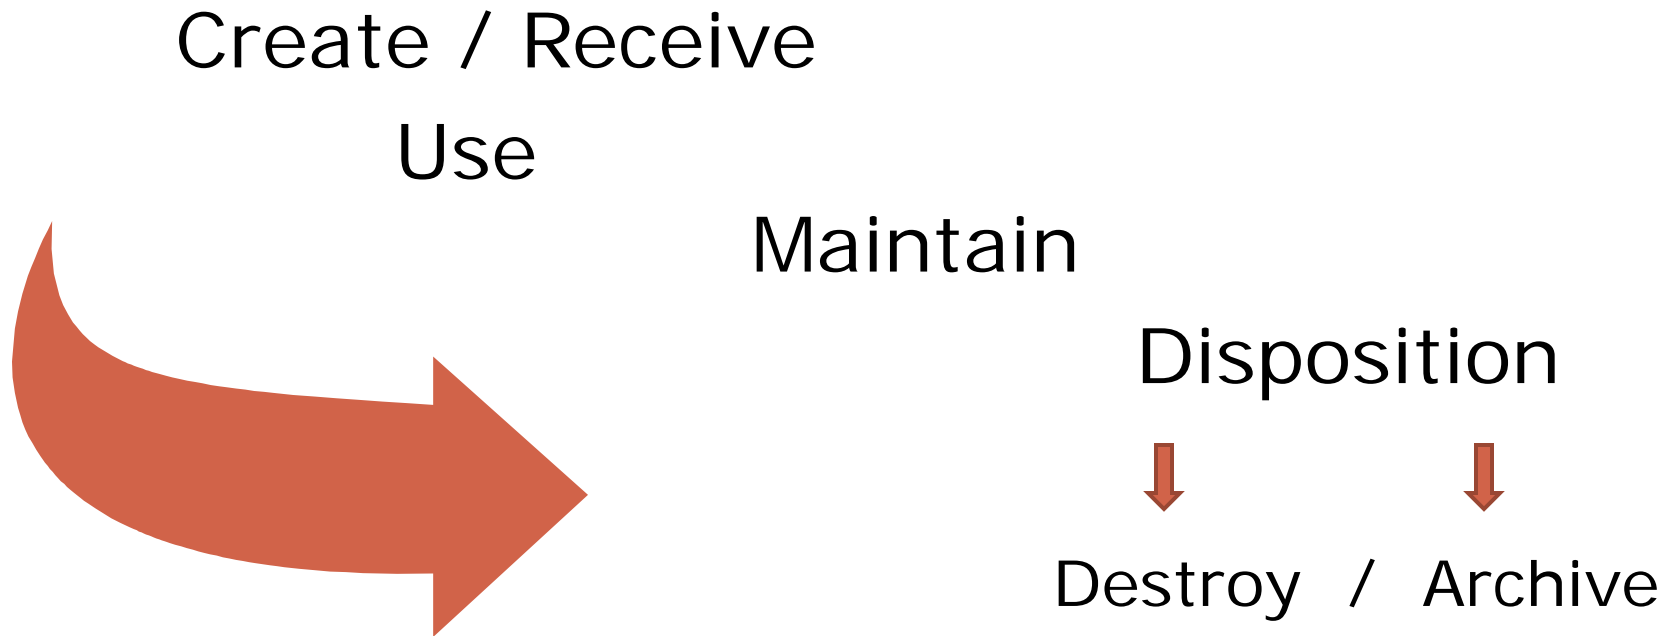 Create / Receive
Use
Maintain
Disposition
Destroy / Archive